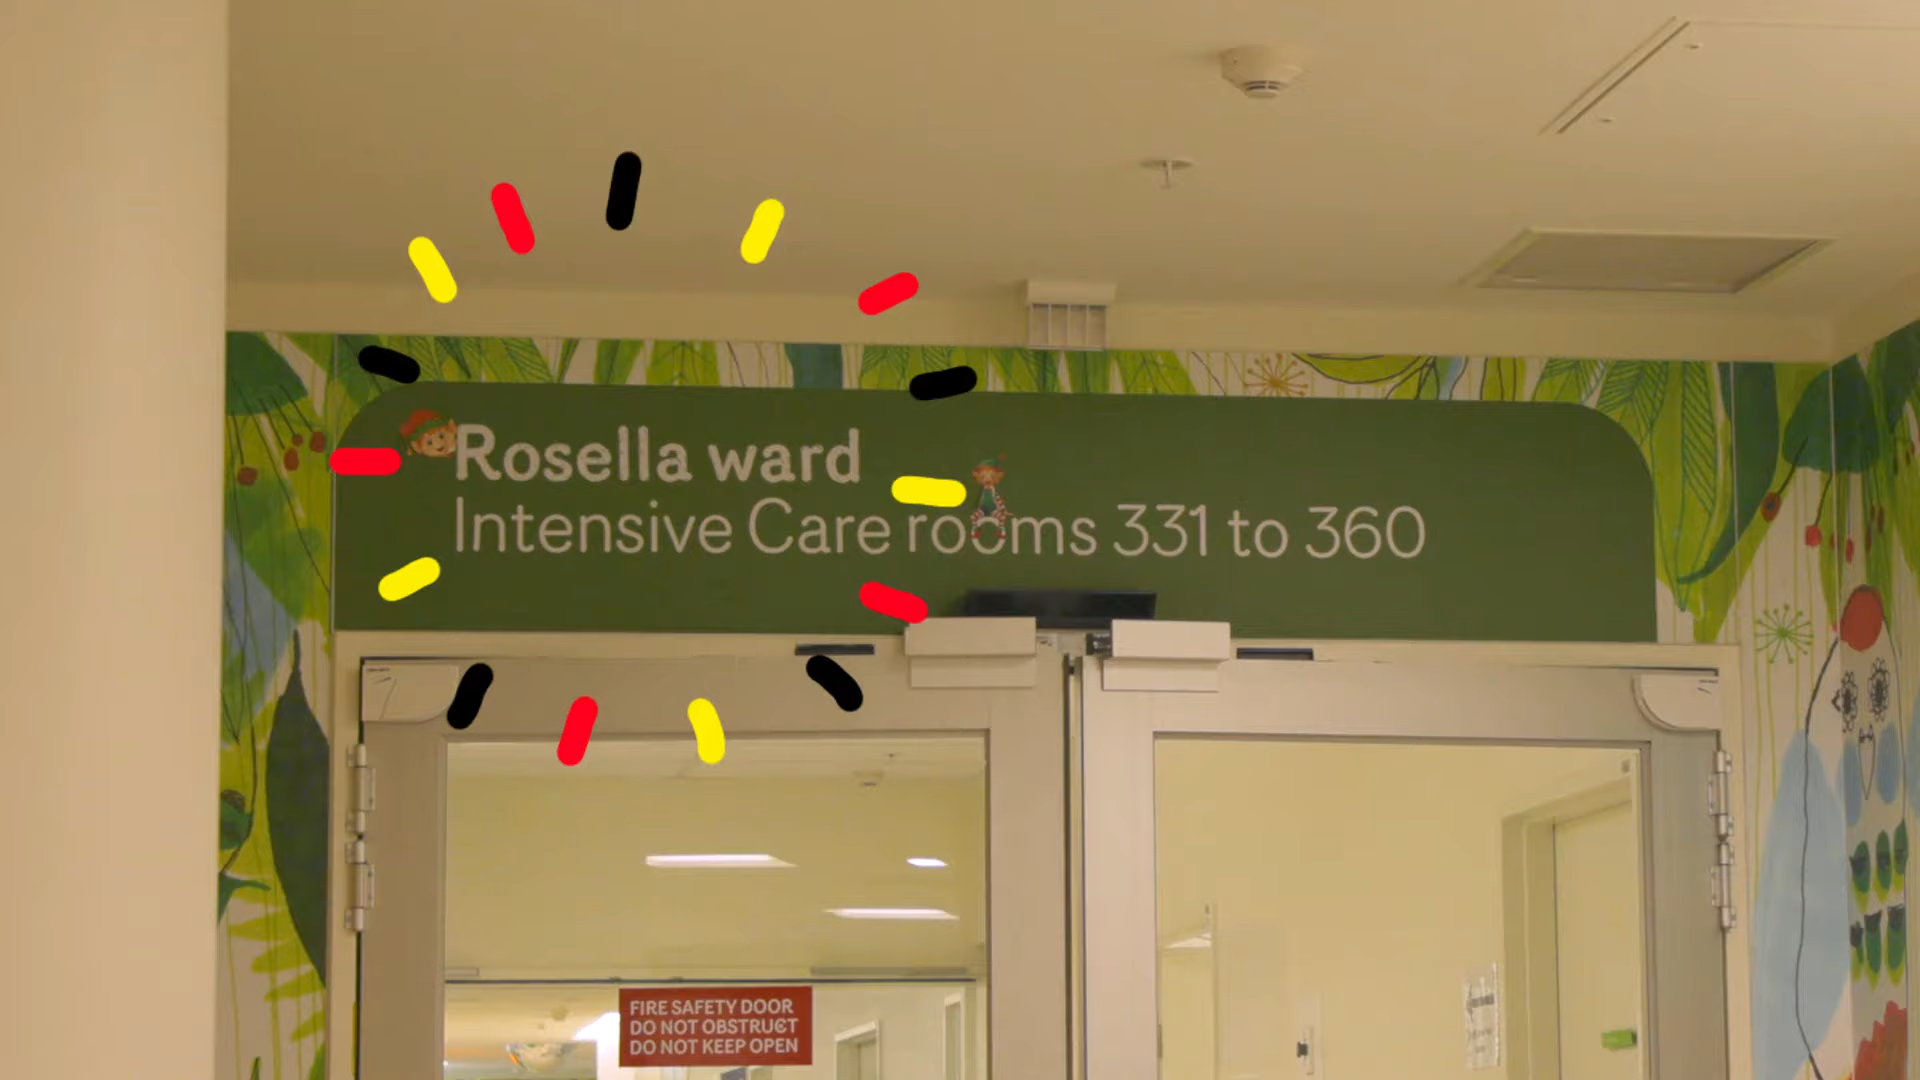 Rosella ward
Intensive Care rooms 331 to 360
FIRE SAFETY DOOR
DO NOT OBSTRUCT
DO NOT KEEP OPEN